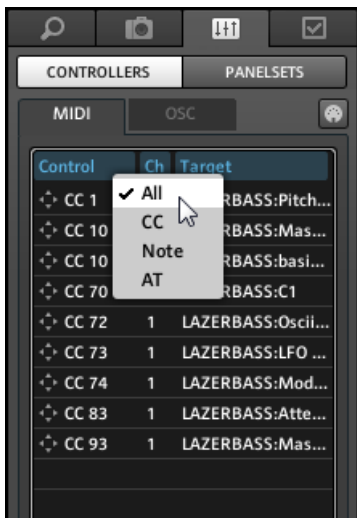 CONTROLLERS PANELSETS
MIDI OSC
Control Ch Target
CC 1 RBASS:Pitch...
CC 10 RBASS:Mas...
CC 10 RBASS:basi...
CC 70 RBASS:C1
✓ All
CC
Note
AT
CC 72 1 LAZERBASS:Oscii...
CC 73 1 LAZERBASS:LFO ...
CC 74 1 LAZERBASS:Mod...
CC 83 1 LAZERBASS:Atte...
CC 93 1 LAZERBASS:Mas...